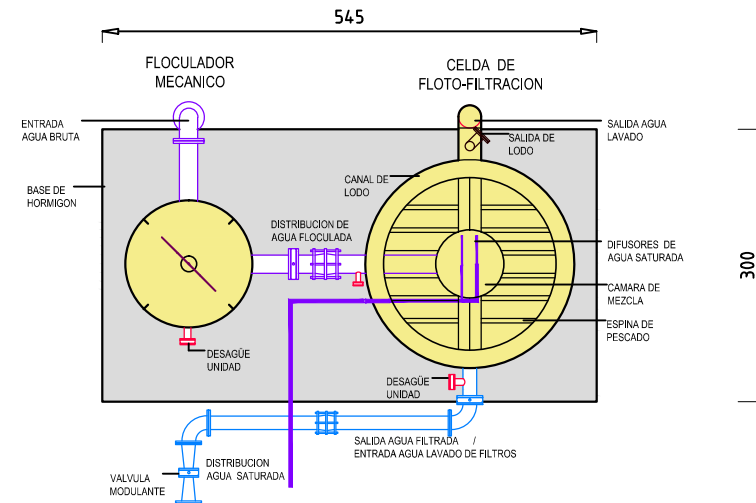 545
FLOCULADOR
MECANICO
CELDA DE
FLOTO-FILTRACION
ENTRADA
AGUA BRUTA
SALIDA AGUA
LAVADO
SALIDA DE
LODO
CANAL DE
LODO
BASE DE
HORMIGON
DISTRIBUCION DE
AGUA FLOCULADA
DIFUSORES DE
AGUA SATURADA
300
CAMARA DE
MEZCLA
ESPINA DE
PESCADO
DESAGÜE
UNIDAD
DESAGÜE
UNIDAD
SALIDA AGUA FILTRADA /
ENTRADA AGUA LAVADO DE FILTROS
DISTRIBUCION
AGUA SATURADA
VALVULA
MODULANTE